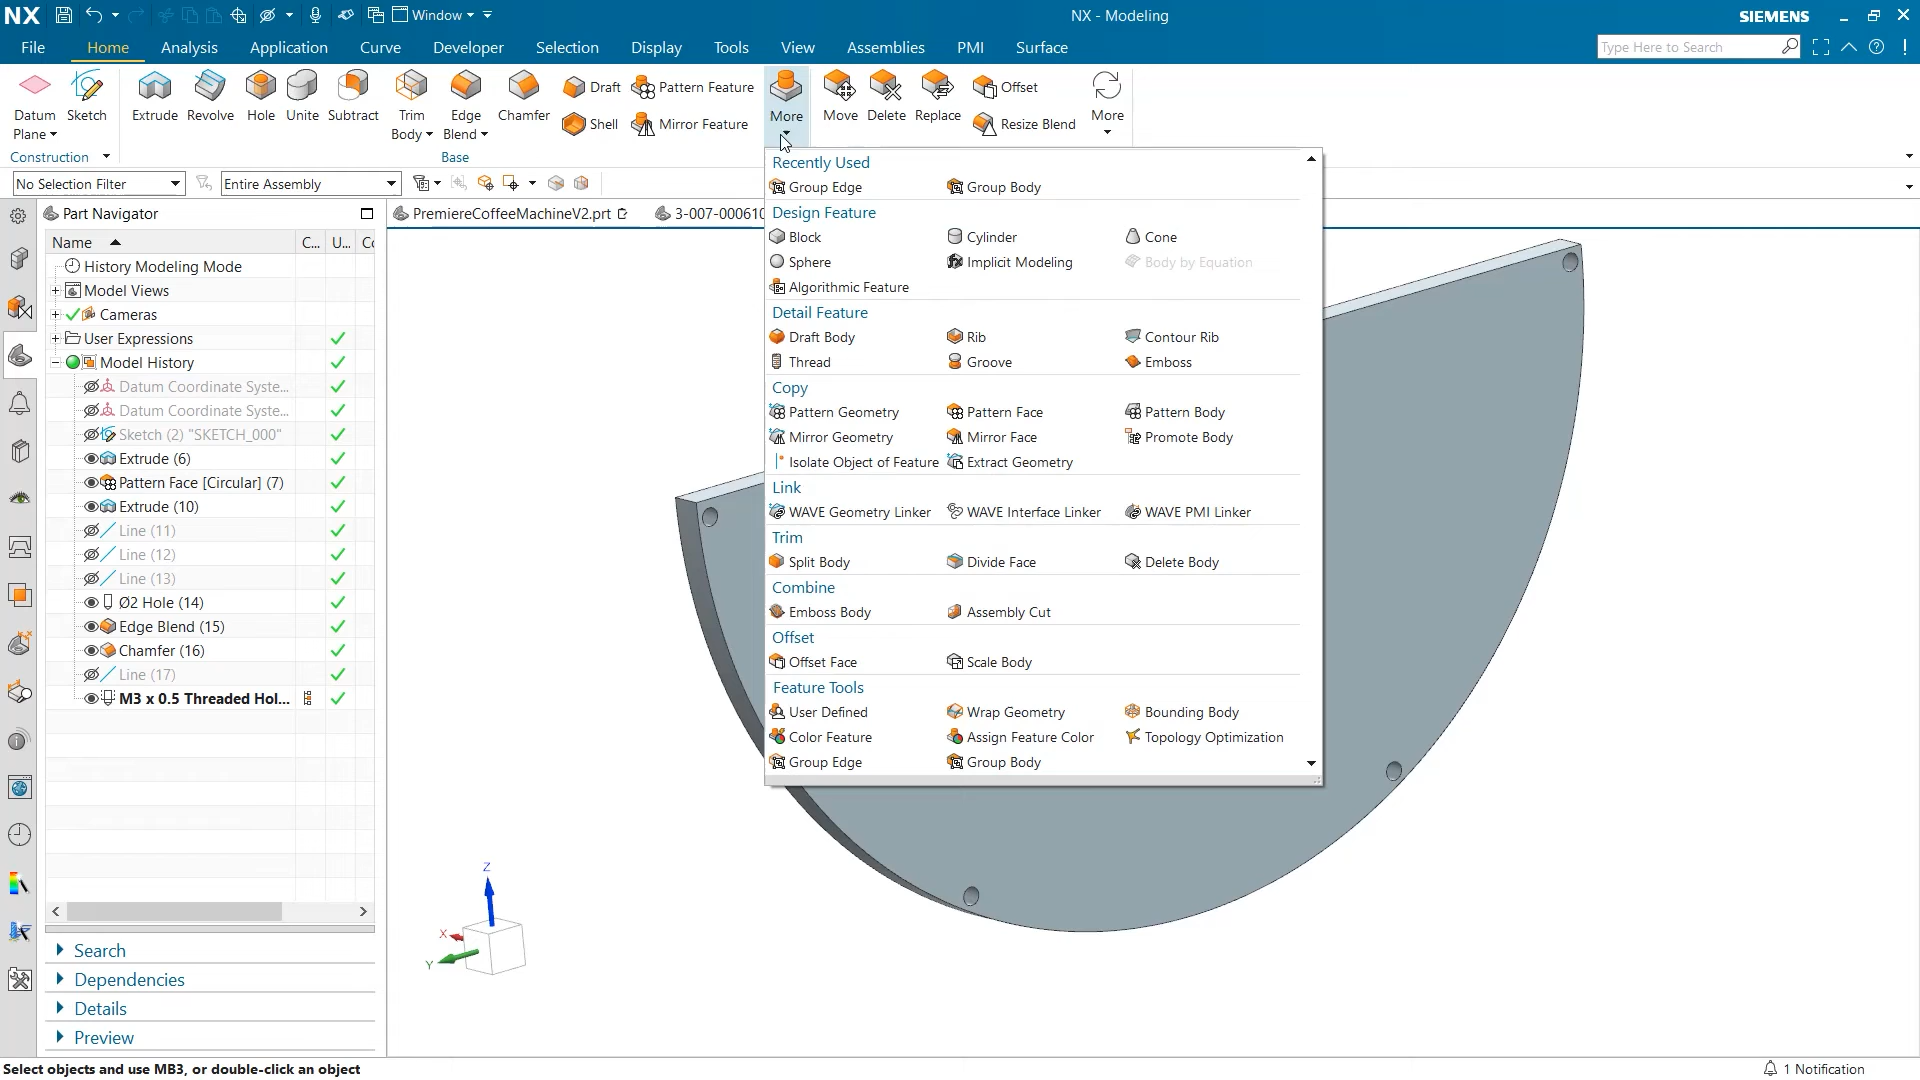 NX
Window
NX - Modeling
SIEMENS
File
Home
Analysis
Application
Curve
Developer
Selection
Display
Tools
View
Assemblies
PMI
Surface
Type Here to Search
Datum Plane
Sketch
Extrude
Revolve
Hole
Unite
Subtract
Trim Body
Edge Blend
Chamfer
Draft
Shell
Pattern Feature
Mirror Feature
More
Move
Delete
Replace
Offset
Resize Blend
More
Construction
Base
No Selection Filter
Entire Assembly
Part Navigator
PremiereCoffeeMachineV2.prt
3-007-000610
Name
C...
U...
Co
History Modeling Mode
Model Views
Cameras
User Expressions
Model History
Datum Coordinate Syste...
Datum Coordinate Syste...
Sketch (2) "SKETCH_000"
Extrude (6)
Pattern Face [Circular] (7)
Extrude (10)
Line (11)
Line (12)
Line (13)
Ø2 Hole (14)
Edge Blend (15)
Chamfer (16)
Line (17)
M3 x 0.5 Threaded Hol...
Search
Dependencies
Details
Preview
Recently Used
Group Edge
Group Body
Design Feature
Block
Cylinder
Cone
Sphere
Implicit Modeling
Body by Equation
Algorithmic Feature
Detail Feature
Draft Body
Rib
Contour Rib
Thread
Groove
Emboss
Copy
Pattern Geometry
Pattern Face
Pattern Body
Mirror Geometry
Mirror Face
Promote Body
Isolate Object of Feature
Extract Geometry
Link
WAVE Geometry Linker
WAVE Interface Linker
WAVE PMI Linker
Trim
Split Body
Divide Face
Delete Body
Combine
Emboss Body
Assembly Cut
Offset
Offset Face
Scale Body
Feature Tools
User Defined
Wrap Geometry
Bounding Body
Color Feature
Assign Feature Color
Topology Optimization
Group Edge
Group Body
Z
X
Y
Select objects and use MB3, or double-click an object
1 Notification